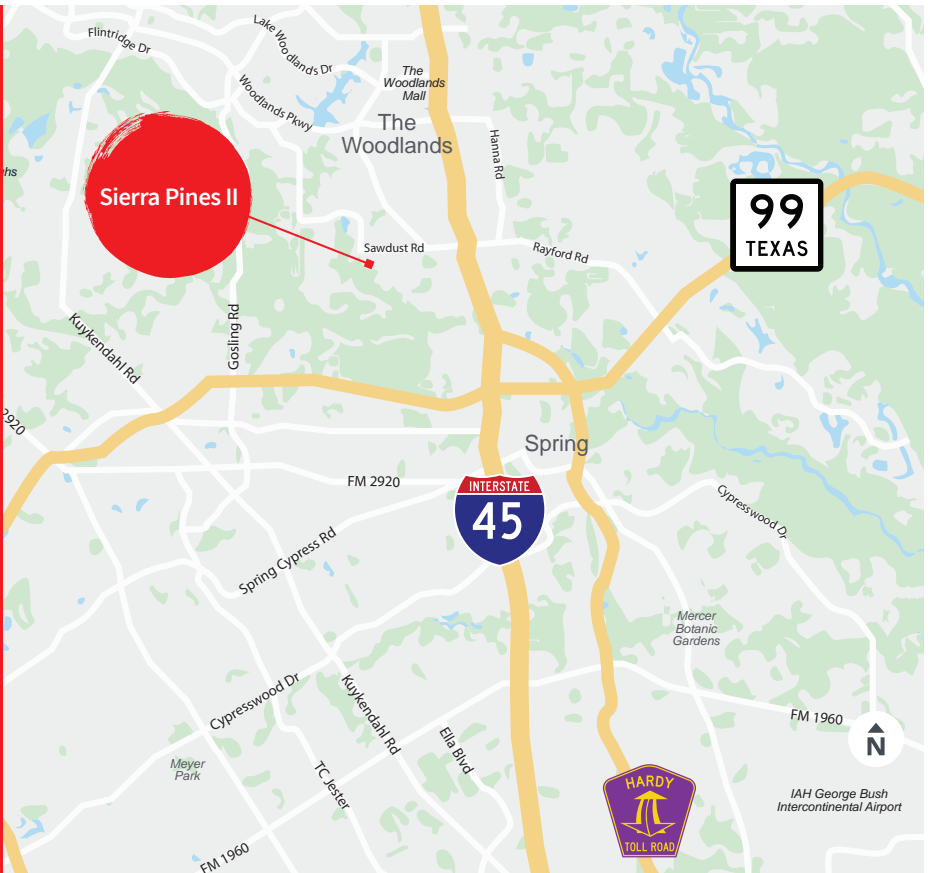 Flintridge Dr
Lake Woodlands Dr
The
Woodlands
Mall
Woodlands Pkwy
The
Woodlands
Hanna Rd
Sierra Pines II
99
TEXAS
Sawdust Rd
Rayford Rd
Gosling Rd
Kuykendahl Rd
2920
Spring
FM 2920
INTERSTATE
45
Cypresswood Dr
Spring Cypress Rd
Mercer
Botanic
Gardens
Cypresswood Dr
Kuykendahl Rd
Ella Blvd
FM 1960
N
Meyer
Park
TC Jester
HARDY
TOLL ROAD
IAH George Bush
Intercontinental Airport
FM 1960